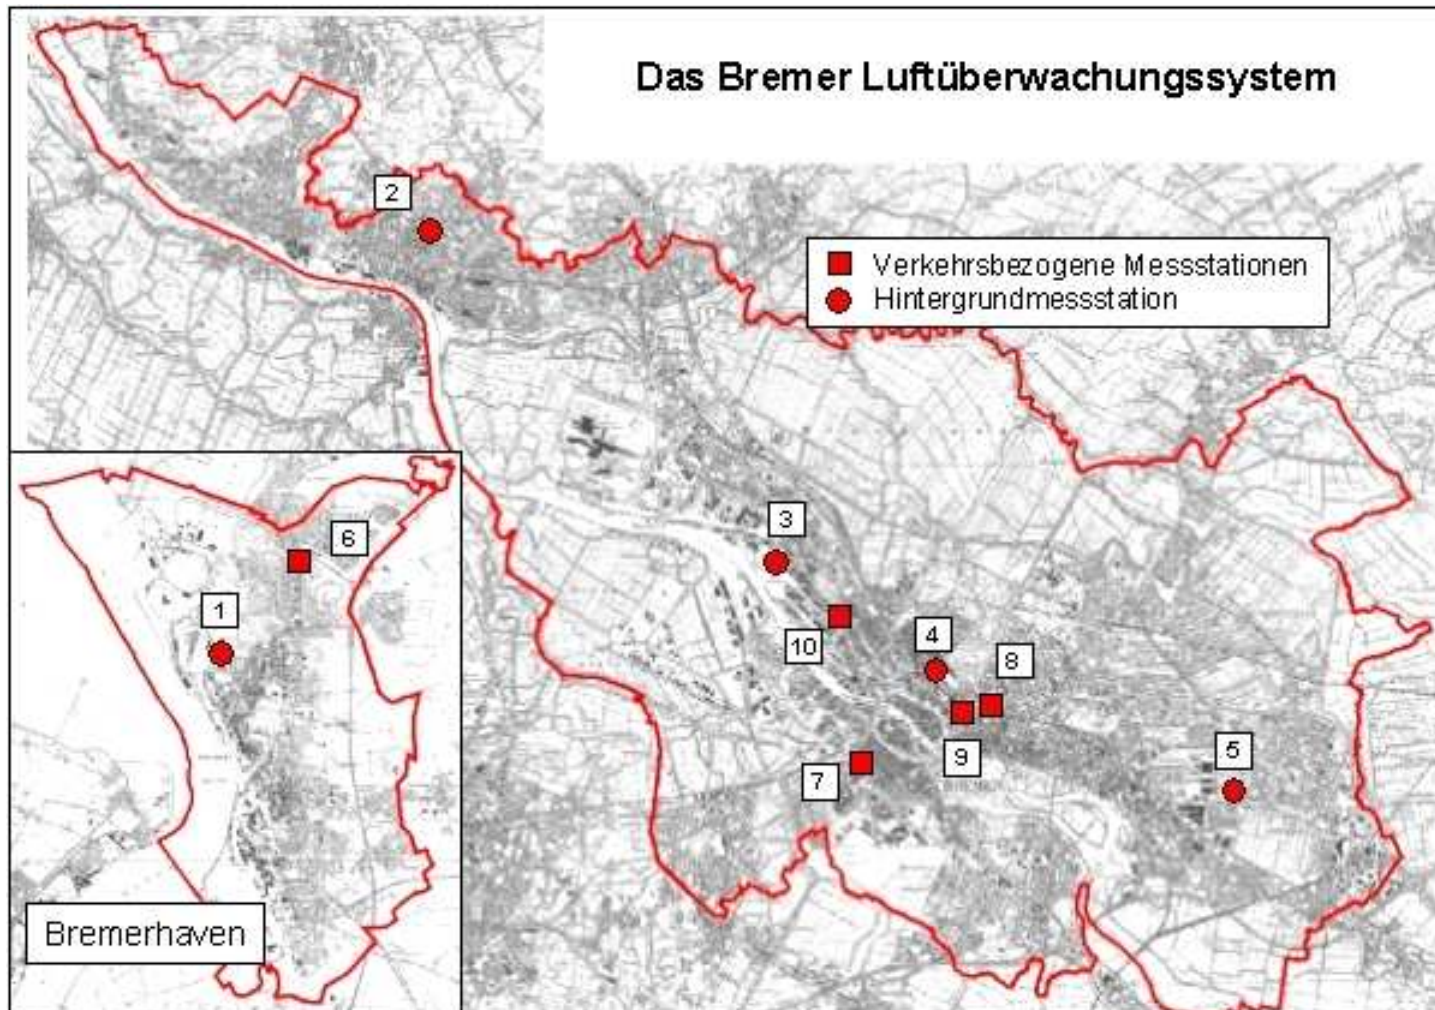 Das Bremer Luftüberwachungssystem
2
Verkehrsbezogene Messstationen
Hintergrundmessstation
3
6
1
10
4
8
5
7
9
Bremerhaven